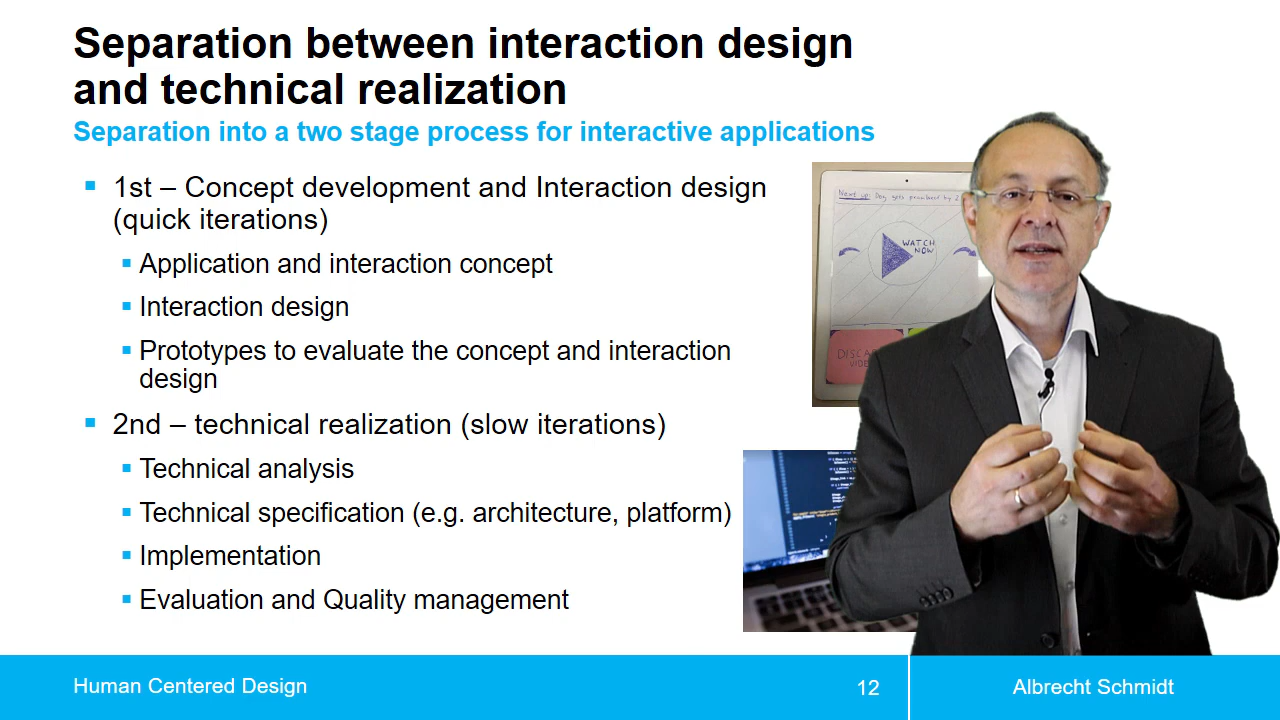 Separation between interaction design
and technical realization
Separation into a two stage process for interactive applications
1st – Concept development and Interaction design
(quick iterations)
Application and interaction concept
Interaction design
Prototypes to evaluate the concept and interaction
design
2nd – technical realization (slow iterations)
Technical analysis
Technical specification (e.g. architecture, platform)
Implementation
Evaluation and Quality management
Next up:
WATCH
NOW
Human Centered Design
12
Albrecht Schmidt